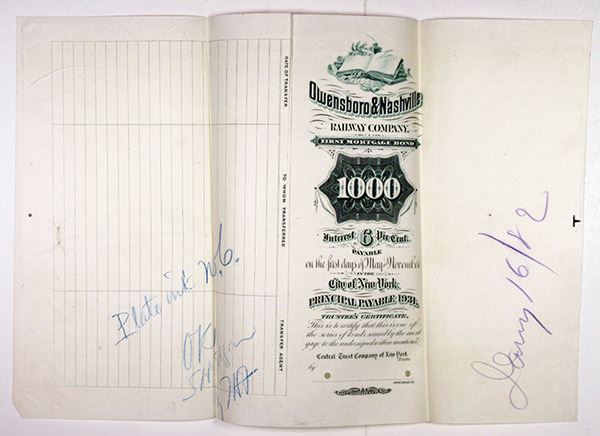 DATE OF TRANSFER
TO WHOM TRANSFERRED
TRANSFER AGENT
Plate ink N.G.
OK
Owensboro & Nashville
RAILWAY COMPANY.
FIRST MORTGAGE BOND
1000
Interest 6 Per Cent.
PAYABLE
on the first days of May and November
IN THE
City of New York.
PRINCIPAL PAYABLE 1931.
TRUSTEE'S CERTIFICATE.
This is to certify that this is one of
the series of bonds secured by the mort
gage to the undersigned within mentioned.
Central Trust Company of New York
Trustee
by
PRESIDENT
16/82